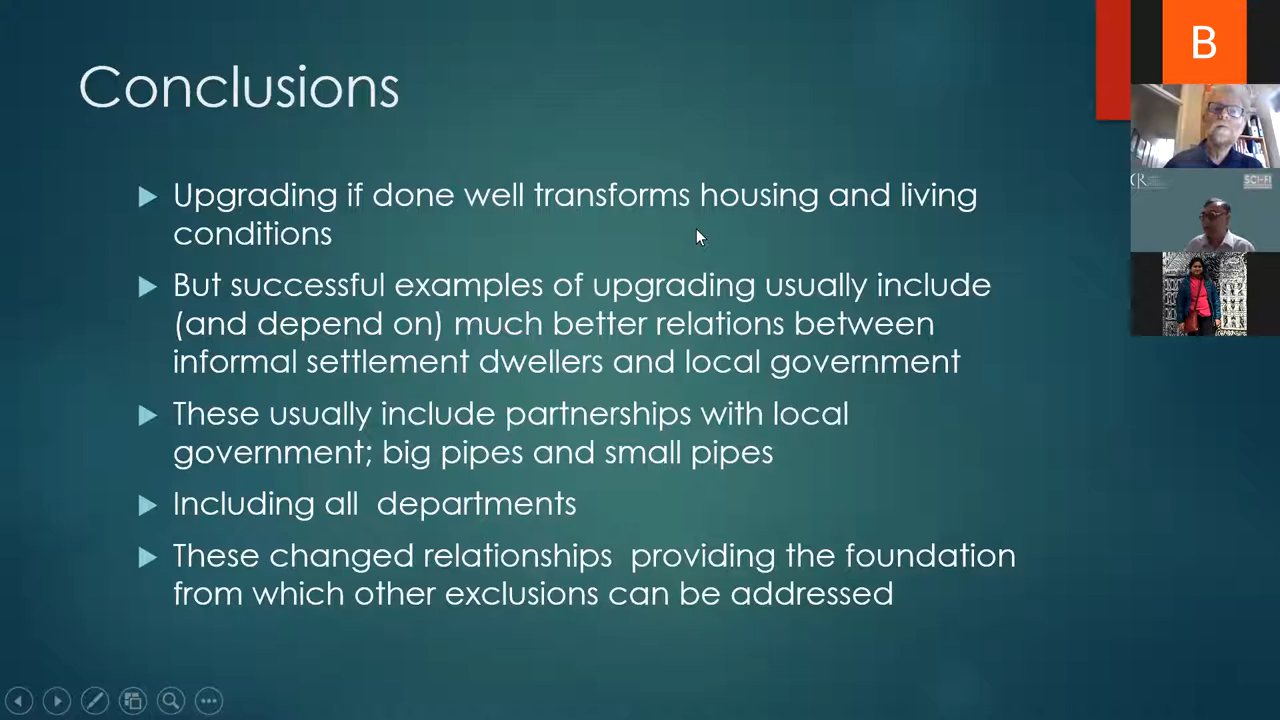 Conclusions
Upgrading if done well transforms housing and living
conditions
But successful examples of upgrading usually include
(and depend on) much better relations between
informal settlement dwellers and local government
These usually include partnerships with local
government; big pipes and small pipes
Including all departments
These changed relationships providing the foundation
from which other exclusions can be addressed
B
SCI-FI